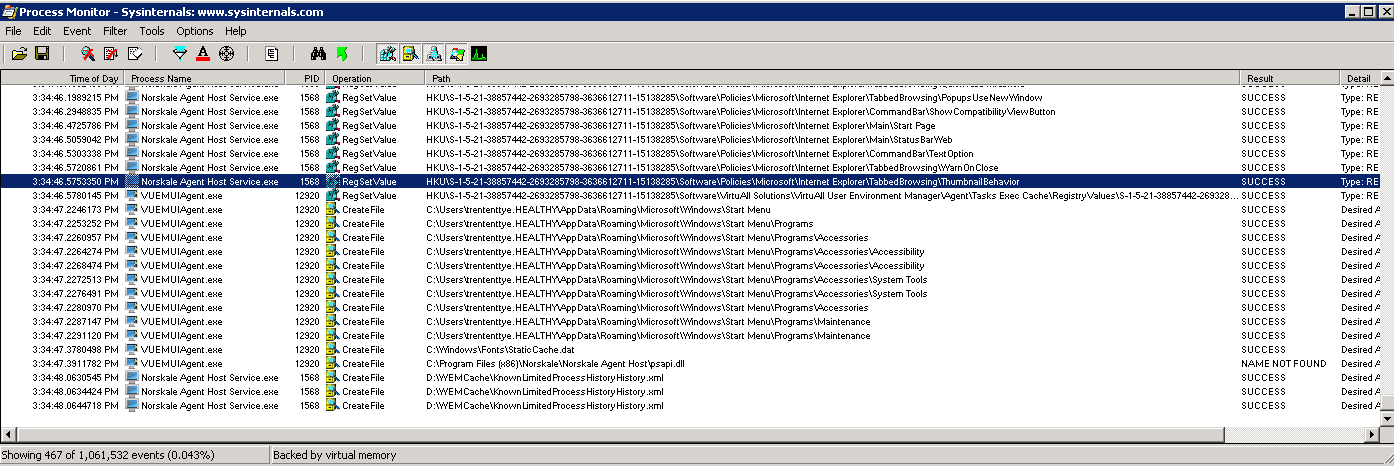 Process Monitor - Sysinternals: www.sysinternals.com
File Edit Event Filter Tools Options Help
Time of Day Process Name PID Operation Path Result Detail
3:34:46.1989215 PM Norskale Agent Host Service.exe 1568 RegSetValue HKU\S-1-5-21-38857442-2693285798-3636612711-15138285\Software\Policies\Microsoft\Internet Explorer\TabbedBrowsing\PopupsUseNewWindow SUCCESS Type: RE
3:34:46.2948835 PM Norskale Agent Host Service.exe 1568 RegSetValue HKU\S-1-5-21-38857442-2693285798-3636612711-15138285\Software\Policies\Microsoft\Internet Explorer\CommandBar\ShowCompatibilityViewButton SUCCESS Type: RE
3:34:46.4725786 PM Norskale Agent Host Service.exe 1568 RegSetValue HKU\S-1-5-21-38857442-2693285798-3636612711-15138285\Software\Policies\Microsoft\Internet Explorer\Main\Start Page SUCCESS Type: RE
3:34:46.5059042 PM Norskale Agent Host Service.exe 1568 RegSetValue HKU\S-1-5-21-38857442-2693285798-3636612711-15138285\Software\Policies\Microsoft\Internet Explorer\Main\StatusBarWeb SUCCESS Type: RE
3:34:46.5303338 PM Norskale Agent Host Service.exe 1568 RegSetValue HKU\S-1-5-21-38857442-2693285798-3636612711-15138285\Software\Policies\Microsoft\Internet Explorer\CommandBar\TextOption SUCCESS Type: RE
3:34:46.5720861 PM Norskale Agent Host Service.exe 1568 RegSetValue HKU\S-1-5-21-38857442-2693285798-3636612711-15138285\Software\Policies\Microsoft\Internet Explorer\TabbedBrowsing\WarnOnClose SUCCESS Type: RE
3:34:46.5753350 PM Norskale Agent Host Service.exe 1568 RegSetValue HKU\S-1-5-21-38857442-2693285798-3636612711-15138285\Software\Policies\Microsoft\Internet Explorer\TabbedBrowsing\ThumbnailBehavior SUCCESS Type: RE
3:34:46.5780145 PM VUEMUIAgent.exe 12920 RegSetValue HKU\S-1-5-21-38857442-2693285798-3636612711-15138285\Software\VirtuAll Solutions\VirtuAll User Environment Manager\Agent\Tasks Exec Cache\RegistryValues\S-1-5-21-38857442-26932​8... SUCCESS Type: RE
3:34:47.2246173 PM VUEMUIAgent.exe 12920 CreateFile C:\Users\trententtye.HEALTHY\AppData\Roaming\Microsoft\Windows\Start Menu SUCCESS Desired A
3:34:47.2253252 PM VUEMUIAgent.exe 12920 CreateFile C:\Users\trententtye.HEALTHY\AppData\Roaming\Microsoft\Windows\Start Menu\Programs SUCCESS Desired A
3:34:47.2260957 PM VUEMUIAgent.exe 12920 CreateFile C:\Users\trententtye.HEALTHY\AppData\Roaming\Microsoft\Windows\Start Menu\Programs\Accessories SUCCESS Desired A
3:34:47.2264274 PM VUEMUIAgent.exe 12920 CreateFile C:\Users\trententtye.HEALTHY\AppData\Roaming\Microsoft\Windows\Start Menu\Programs\Accessories\Accessibility SUCCESS Desired A
3:34:47.2268474 PM VUEMUIAgent.exe 12920 CreateFile C:\Users\trententtye.HEALTHY\AppData\Roaming\Microsoft\Windows\Start Menu\Programs\Accessories\Accessibility SUCCESS Desired A
3:34:47.2272513 PM VUEMUIAgent.exe 12920 CreateFile C:\Users\trententtye.HEALTHY\AppData\Roaming\Microsoft\Windows\Start Menu\Programs\Accessories\System Tools SUCCESS Desired A
3:34:47.2276491 PM VUEMUIAgent.exe 12920 CreateFile C:\Users\trententtye.HEALTHY\AppData\Roaming\Microsoft\Windows\Start Menu\Programs\Accessories\System Tools SUCCESS Desired A
3:34:47.2280970 PM VUEMUIAgent.exe 12920 CreateFile C:\Users\trententtye.HEALTHY\AppData\Roaming\Microsoft\Windows\Start Menu\Programs\Accessories SUCCESS Desired A
3:34:47.2287147 PM VUEMUIAgent.exe 12920 CreateFile C:\Users\trententtye.HEALTHY\AppData\Roaming\Microsoft\Windows\Start Menu\Programs\Maintenance SUCCESS Desired A
3:34:47.2291120 PM VUEMUIAgent.exe 12920 CreateFile C:\Users\trententtye.HEALTHY\AppData\Roaming\Microsoft\Windows\Start Menu\Programs\Maintenance SUCCESS Desired A
3:34:47.3780498 PM VUEMUIAgent.exe 12920 CreateFile C:\Windows\Fonts\StaticCache.dat SUCCESS Desired A
3:34:47.3911782 PM VUEMUIAgent.exe 12920 CreateFile C:\Program Files (x86)\Norskale\Norskale Agent Host\psapi.dll NAME NOT FOUND Desired A
3:34:48.0630545 PM Norskale Agent Host Service.exe 1568 CreateFile D:\WEMCache\KnownLimitedProcessHistoryHistory.xml SUCCESS Desired A
3:34:48.0634424 PM Norskale Agent Host Service.exe 1568 CreateFile D:\WEMCache\KnownLimitedProcessHistoryHistory.xml SUCCESS Desired A
3:34:48.0644718 PM Norskale Agent Host Service.exe 1568 CreateFile D:\WEMCache\KnownLimitedProcessHistoryHistory.xml SUCCESS Desired A
Showing 467 of 1,061,532 events (0.043%) Backed by virtual memory